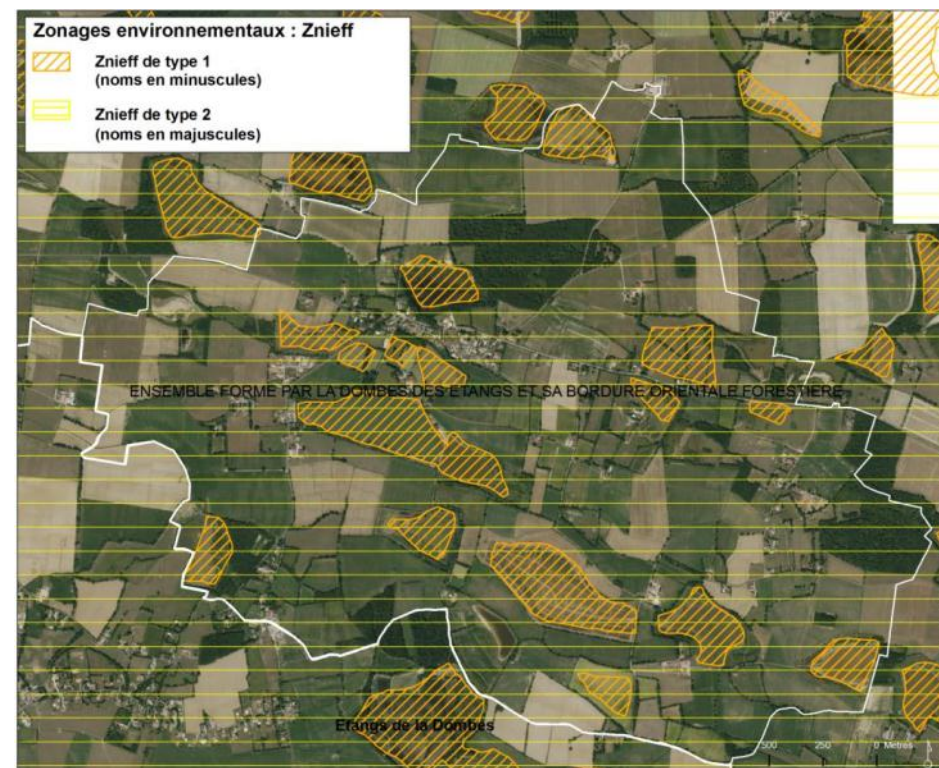 Zonages environnementaux : Znieff
Znieff de type 1
(noms en minuscules)
Znieff de type 2
(noms en majuscules)
ENSEMBLE FORME PAR LA DOMBES DES ETANGS ET SA BORDURE ORIENTALE FORESTIERE
Etangs de la Dombes
500 250 0 Metres